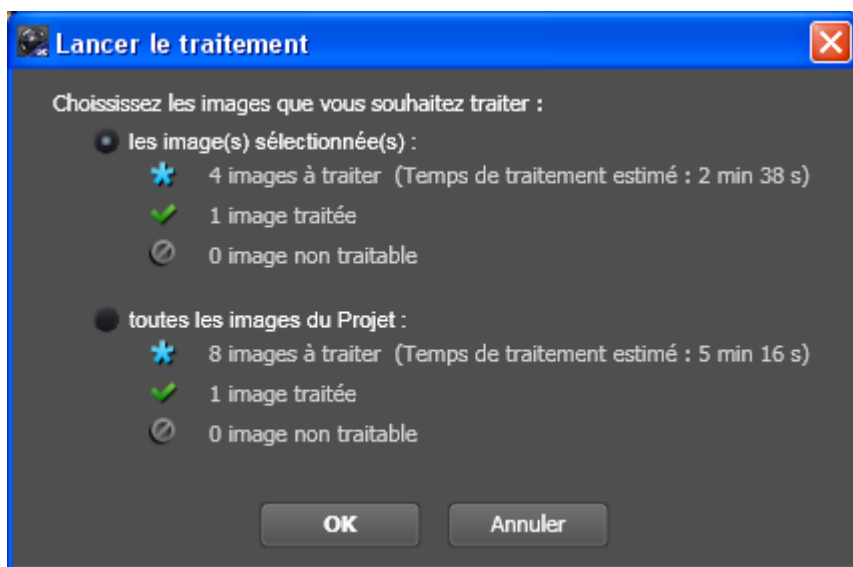 Lancer le traitement
Choississez les images que vous souhaitez traiter :
les image(s) sélectionnée(s) :
4 images à traiter (Temps de traitement estimé : 2 min 38 s)
1 image traitée
0 image non traitable
toutes les images du Projet :
8 images à traiter (Temps de traitement estimé : 5 min 16 s)
1 image traitée
0 image non traitable
OK Annuler